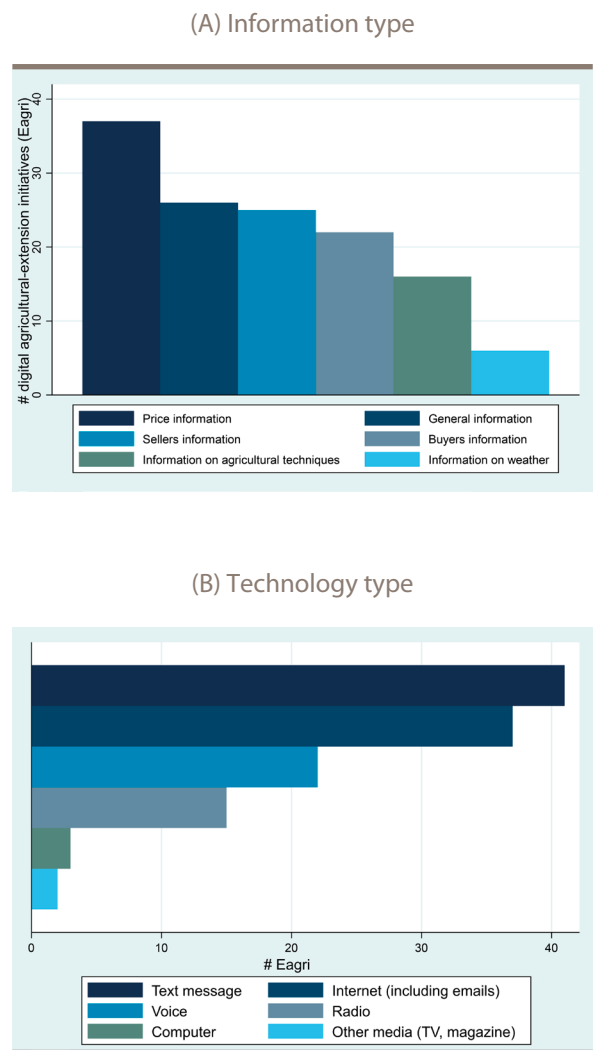 (A) Information type
# digital agricultural-extension initiatives (Eagri)
40
30
20
10
0
Price information
General information
Sellers information
Buyers information
Information on agricultural techniques
Information on weather
(B) Technology type
0
10
20
30
40
# Eagri
Text message
Internet (including emails)
Voice
Radio
Computer
Other media (TV, magazine)